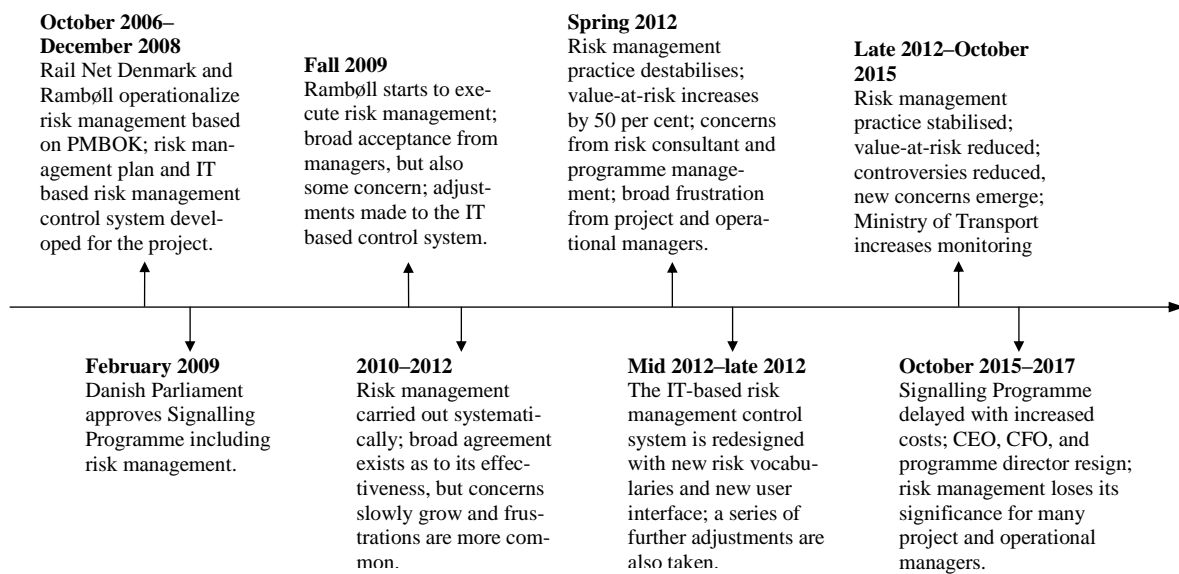 October 2006–
December 2008
Rail Net Denmark and
Rambøll operationalize
risk management based
on PMBOK; risk man-
agement plan and IT
based risk management
control system devel-
oped for the project.
Fall 2009
Rambøll starts to exe-
cute risk management;
broad acceptance from
managers, but also
some concern; adjust-
ments made to the IT
based control system.
Spring 2012
Risk management
practice destabilises;
value-at-risk increases
by 50 per cent; concerns
from risk consultant and
programme manage-
ment; broad frustration
from project and opera-
tional managers.
Late 2012–October
2015
Risk management
practice stabilised;
value-at-risk reduced;
controversies reduced,
new concerns emerge;
Ministry of Transport
increases monitoring
February 2009
Danish Parliament
approves Signalling
Programme including
risk management.
2010–2012
Risk management
carried out systemati-
cally; broad agreement
exists as to its effec-
tiveness, but concerns
slowly grow and frus-
trations are more com-
mon.
Mid 2012–late 2012
The IT-based risk
management control
system is redesigned
with new risk vocabu-
laries and new user
interface; a series of
further adjustments are
also taken.
October 2015–2017
Signalling Programme
delayed with increased
costs; CEO, CFO, and
programme director resign;
risk management loses its
significance for many
project and operational
managers.